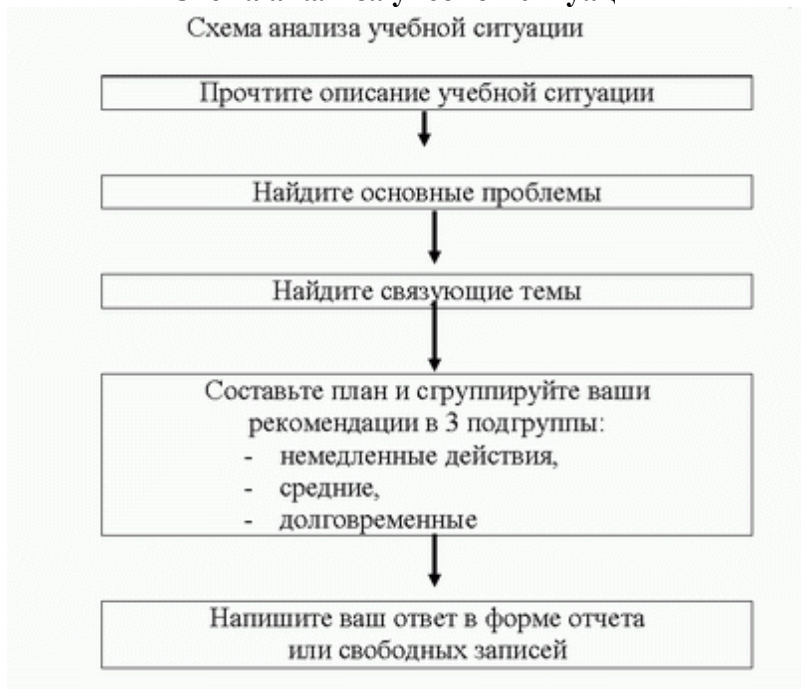 Схема анализа учебной ситуации
Прочтите описание учебной ситуации
Найдите основные проблемы
Найдите связующие темы
Составьте план и сгруппируйте ваши
рекомендации в 3 подгруппы:
- немедленные действия,
- средние,
- долговременные
Напишите ваш ответ в форме отчета
или свободных записей